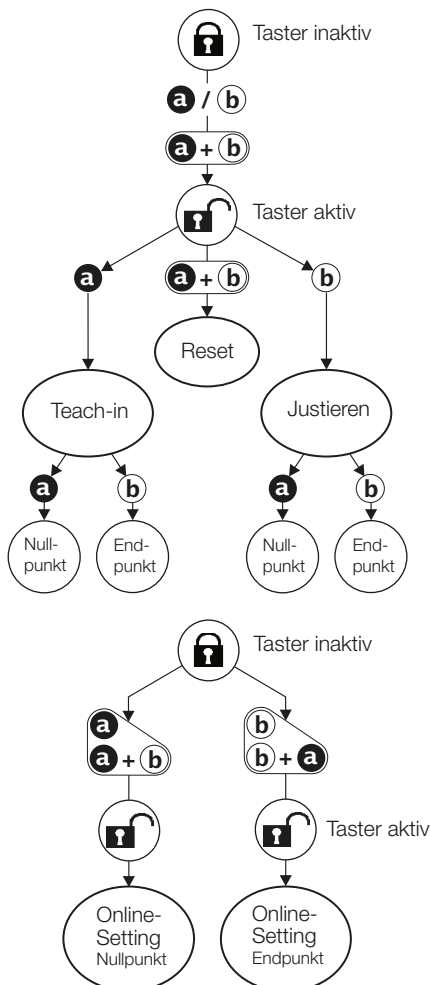 Taster inaktiv
a / b
a + b
Taster aktiv
a a + b b
Reset
Teach-in Justieren
a b a b
Null-
punkt
End-
punkt
Null-
punkt
End-
punkt
Taster inaktiv
a
a + b
b
b + a
Taster aktiv
Online-
Setting
Nullpunkt
Online-
Setting
Endpunkt